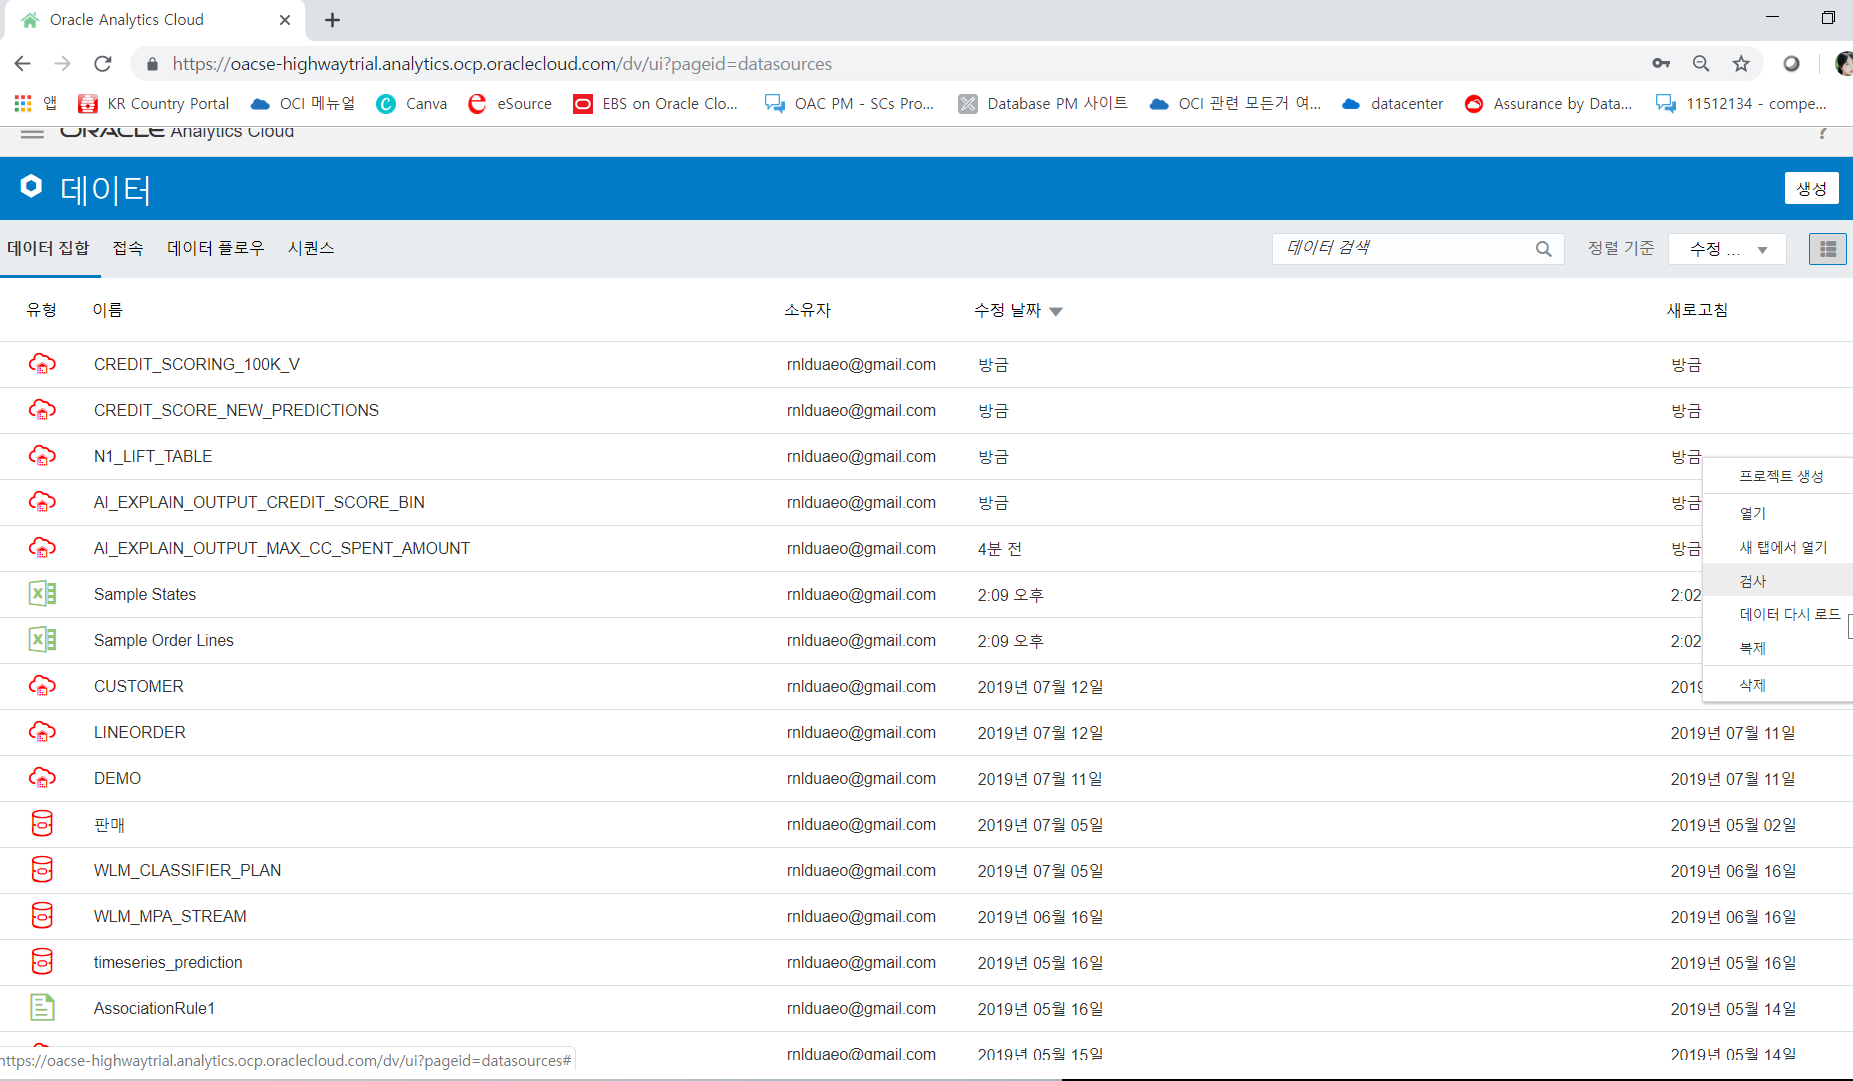 Oracle Analytics Cloud
https://oacse-highwaytrial.analytics.ocp.oraclecloud.com/dv/ui?pageid=datasources
앱 KR Country Portal OCI 메뉴얼 Canva eSource EBS on Oracle Clo... OAC PM - SCs Pro... Database PM 사이트 OCI 관련 모든거 여... datacenter Assurance by Data... 11512134 - compe...
ORACLE Analytics Cloud ?
데이터 생성
데이터 집합 접속 데이터 플로우 시퀀스 데이터 검색 정렬 기준 수정 ...
유형 이름 소유자 수정 날짜 새로고침
CREDIT_SCORING_100K_V rnlduaeo@gmail.com 방금 방금
CREDIT_SCORE_NEW_PREDICTIONS rnlduaeo@gmail.com 방금 방금
N1_LIFT_TABLE rnlduaeo@gmail.com 방금 방금
프로젝트 생성
AI_EXPLAIN_OUTPUT_CREDIT_SCORE_BIN rnlduaeo@gmail.com 방금 방금
열기
AI_EXPLAIN_OUTPUT_MAX_CC_SPENT_AMOUNT rnlduaeo@gmail.com 4분 전 방금
새 탭에서 열기
검사
Sample States rnlduaeo@gmail.com 2:09 오후 2:02
데이터 다시 로드
Sample Order Lines rnlduaeo@gmail.com 2:09 오후 2:02
복제
CUSTOMER rnlduaeo@gmail.com 2019년 07월 12일 2019
삭제
LINEORDER rnlduaeo@gmail.com 2019년 07월 12일 2019년 07월 11일
DEMO rnlduaeo@gmail.com 2019년 07월 11일 2019년 07월 11일
판매 rnlduaeo@gmail.com 2019년 07월 05일 2019년 05월 02일
WLM_CLASSIFIER_PLAN rnlduaeo@gmail.com 2019년 07월 05일 2019년 06월 16일
WLM_MPA_STREAM rnlduaeo@gmail.com 2019년 06월 16일 2019년 06월 16일
timeseries_prediction rnlduaeo@gmail.com 2019년 05월 16일 2019년 05월 16일
AssociationRule1 rnlduaeo@gmail.com 2019년 05월 16일 2019년 05월 14일
rnlduaeo@gmail.com 2019년 05월 15일 2019년 05월 14일
https://oacse-highwaytrial.analytics.ocp.oraclecloud.com/dv/ui?pageid=datasources#